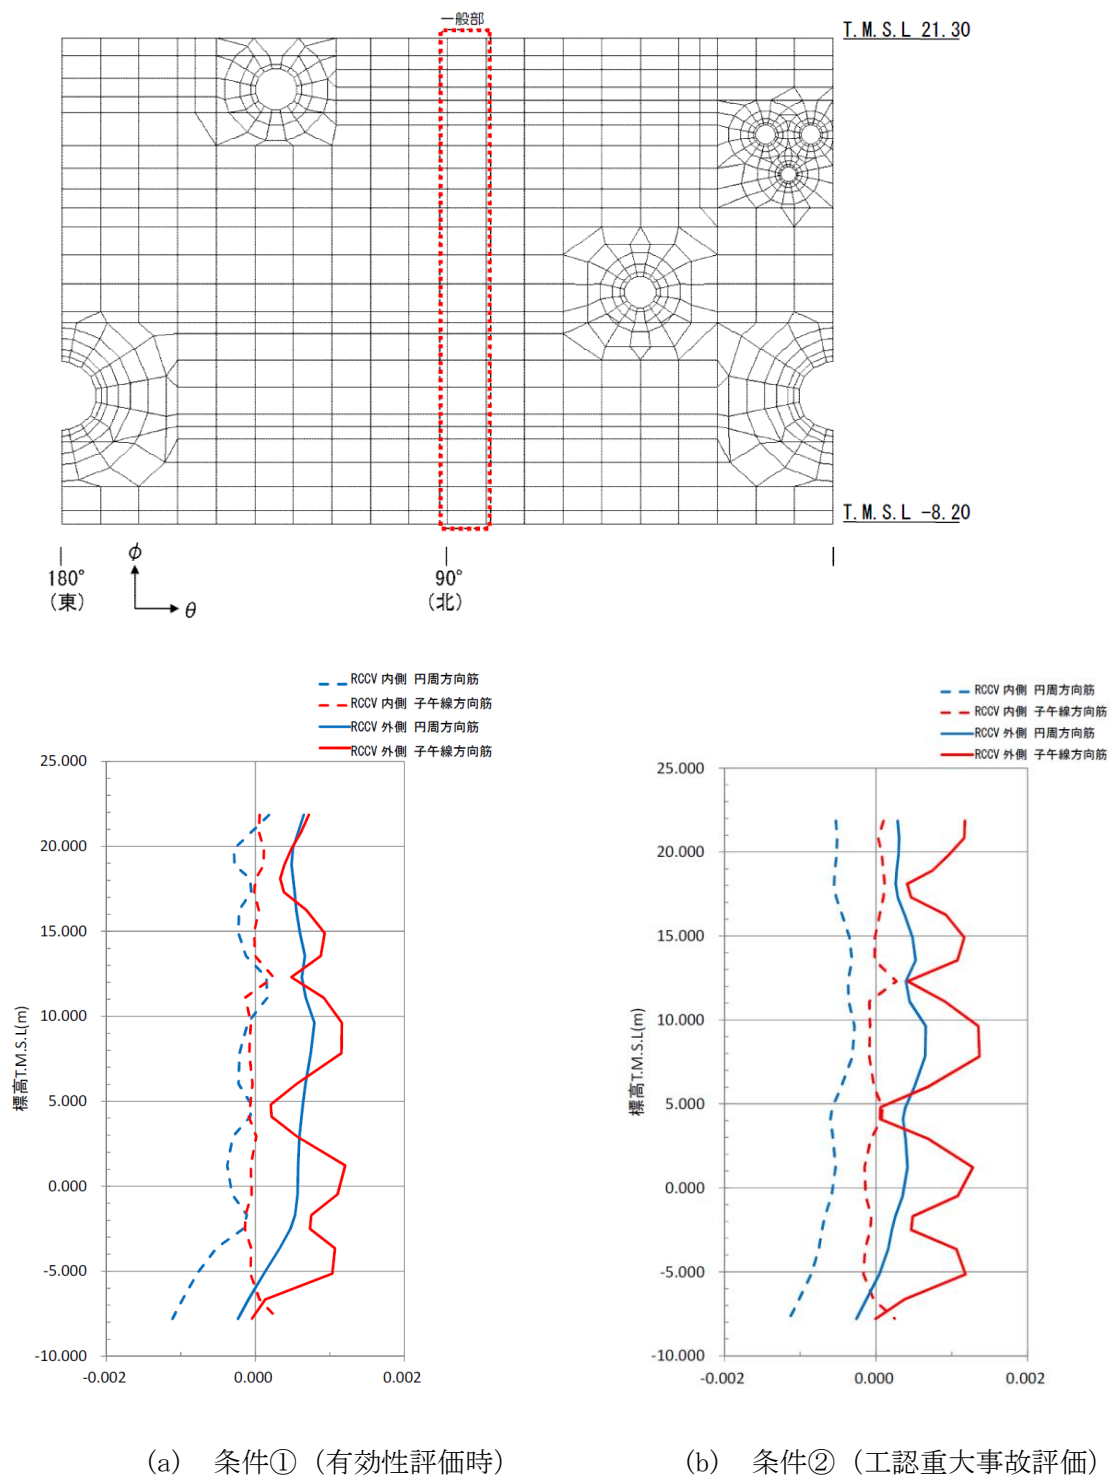 一般部
T.M.S.L 21.30
T.M.S.L -8.20
180°
(東)
φ
θ
90°
(北)
RCCV 内側 円周方向筋
RCCV 内側 子午線方向筋
RCCV 外側 円周方向筋
RCCV 外側 子午線方向筋
25.000
20.000
15.000
10.000
5.000
0.000
-5.000
-10.000
標高T.M.S.L(m)
-0.002
0.000
0.002
RCCV 内側 円周方向筋
RCCV 内側 子午線方向筋
RCCV 外側 円周方向筋
RCCV 外側 子午線方向筋
25.000
20.000
15.000
10.000
5.000
0.000
-5.000
-10.000
標高T.M.S.L(m)
-0.002
0.000
0.002
(a) 条件①（有効性評価時）
(b) 条件②（工認重大事故評価）